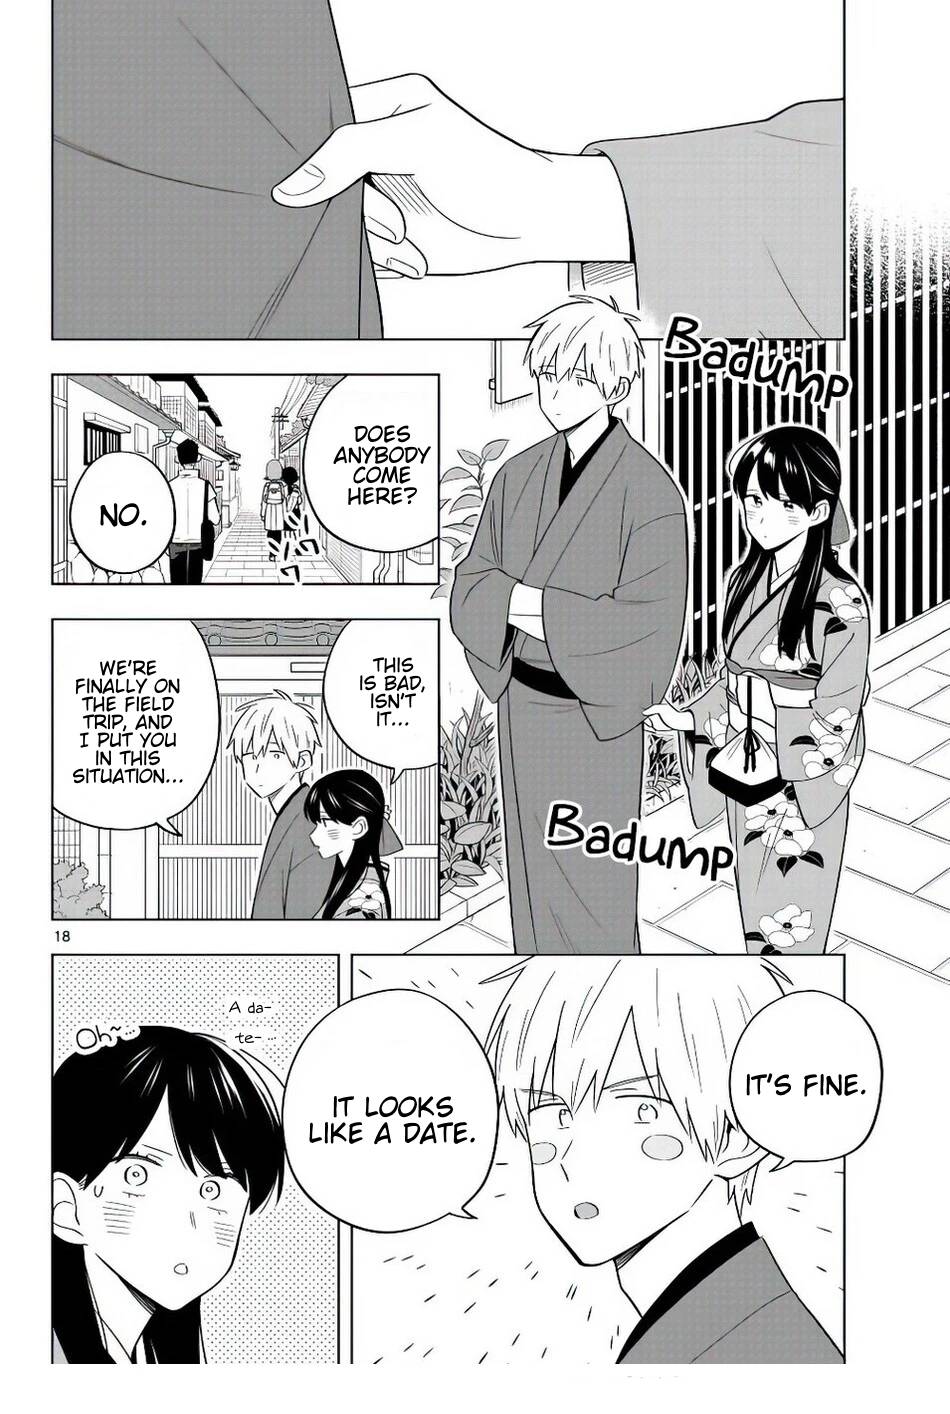 Badump
DOES
ANYBODY
COME
HERE?
NO.
THIS
IS BAD,
ISN'T
IT...
WE'RE
FINALLY ON
THE FIELD
TRIP, AND
I PUT YOU
IN THIS
SITUATION...
Badump
18
IT'S FINE.
IT LOOKS
LIKE A DATE.
A da-
te- ...
Oh~...